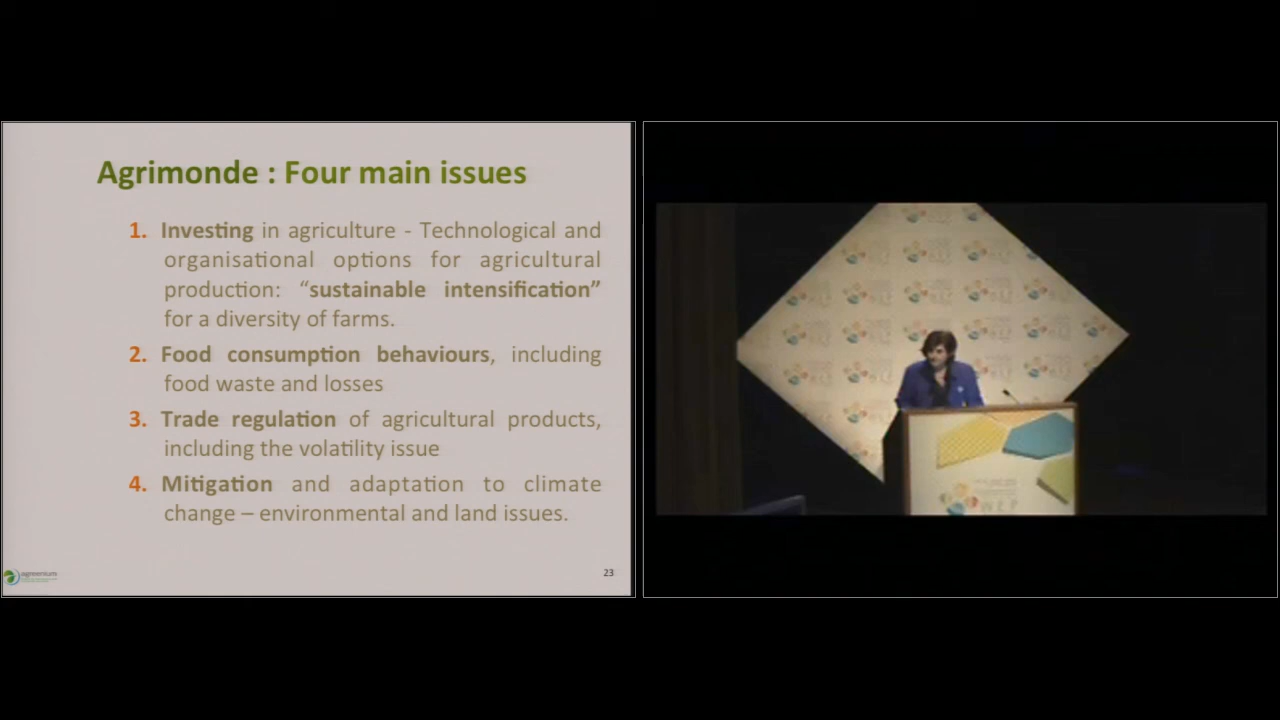 Agrimonde : Four main issues
1. Investing in agriculture - Technological and
organisational options for agricultural
production: “sustainable intensification”
for a diversity of farms.
2. Food consumption behaviours, including
food waste and losses
3. Trade regulation of agricultural products,
including the volatility issue
4. Mitigation and adaptation to climate
change – environmental and land issues.
agreenium
23